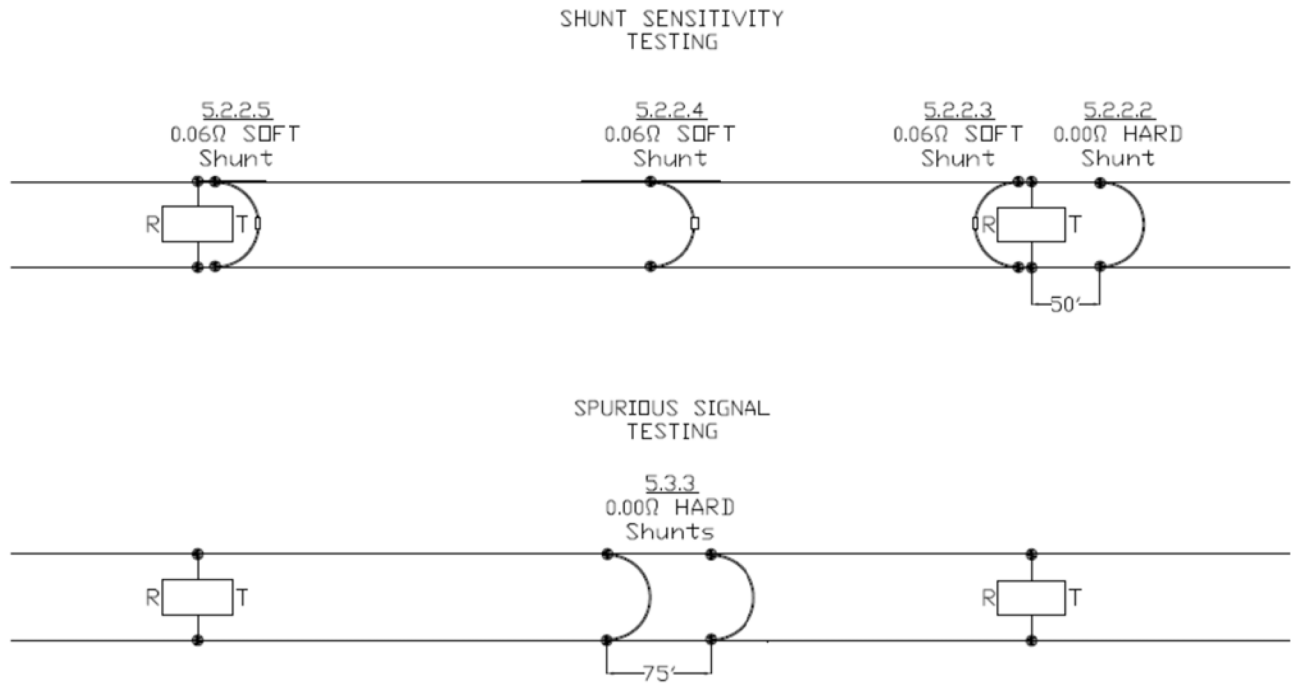 SHUNT SENSITIVITY
TESTING
5.2.2.5
0.06Ω SOFT
Shunt
5.2.2.4
0.06Ω SOFT
Shunt
5.2.2.3
0.06Ω SOFT
Shunt
5.2.2.2
0.00Ω HARD
Shunt
R T
R T
50'
SPURIOUS SIGNAL
TESTING
5.3.3
0.00Ω HARD
Shunts
R T
R T
75'